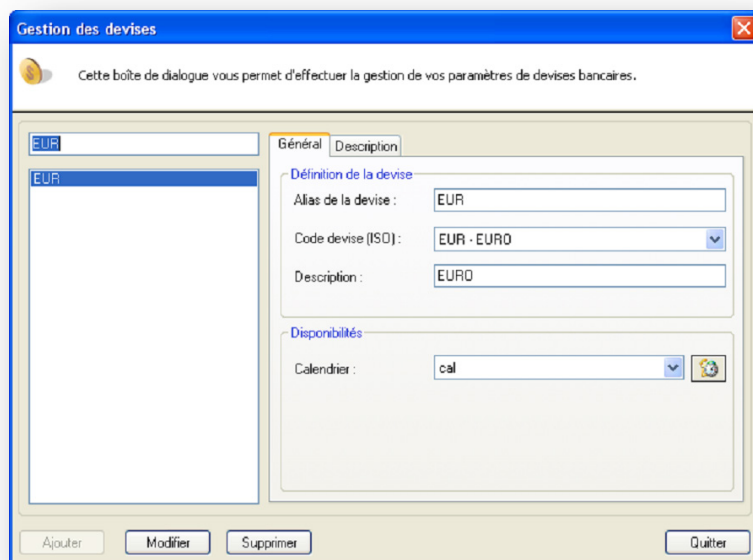 Gestion des devises
Cette boîte de dialogue vous permet d'effectuer la gestion de vos paramètres de devises bancaires.
EUR
EUR
Général Description
Définition de la devise
Alias de la devise : EUR
Code devise (ISO) : EUR - EURO
Description : EURO
Disponibilités
Calendrier : cal
Ajouter Modifier Supprimer Quitter